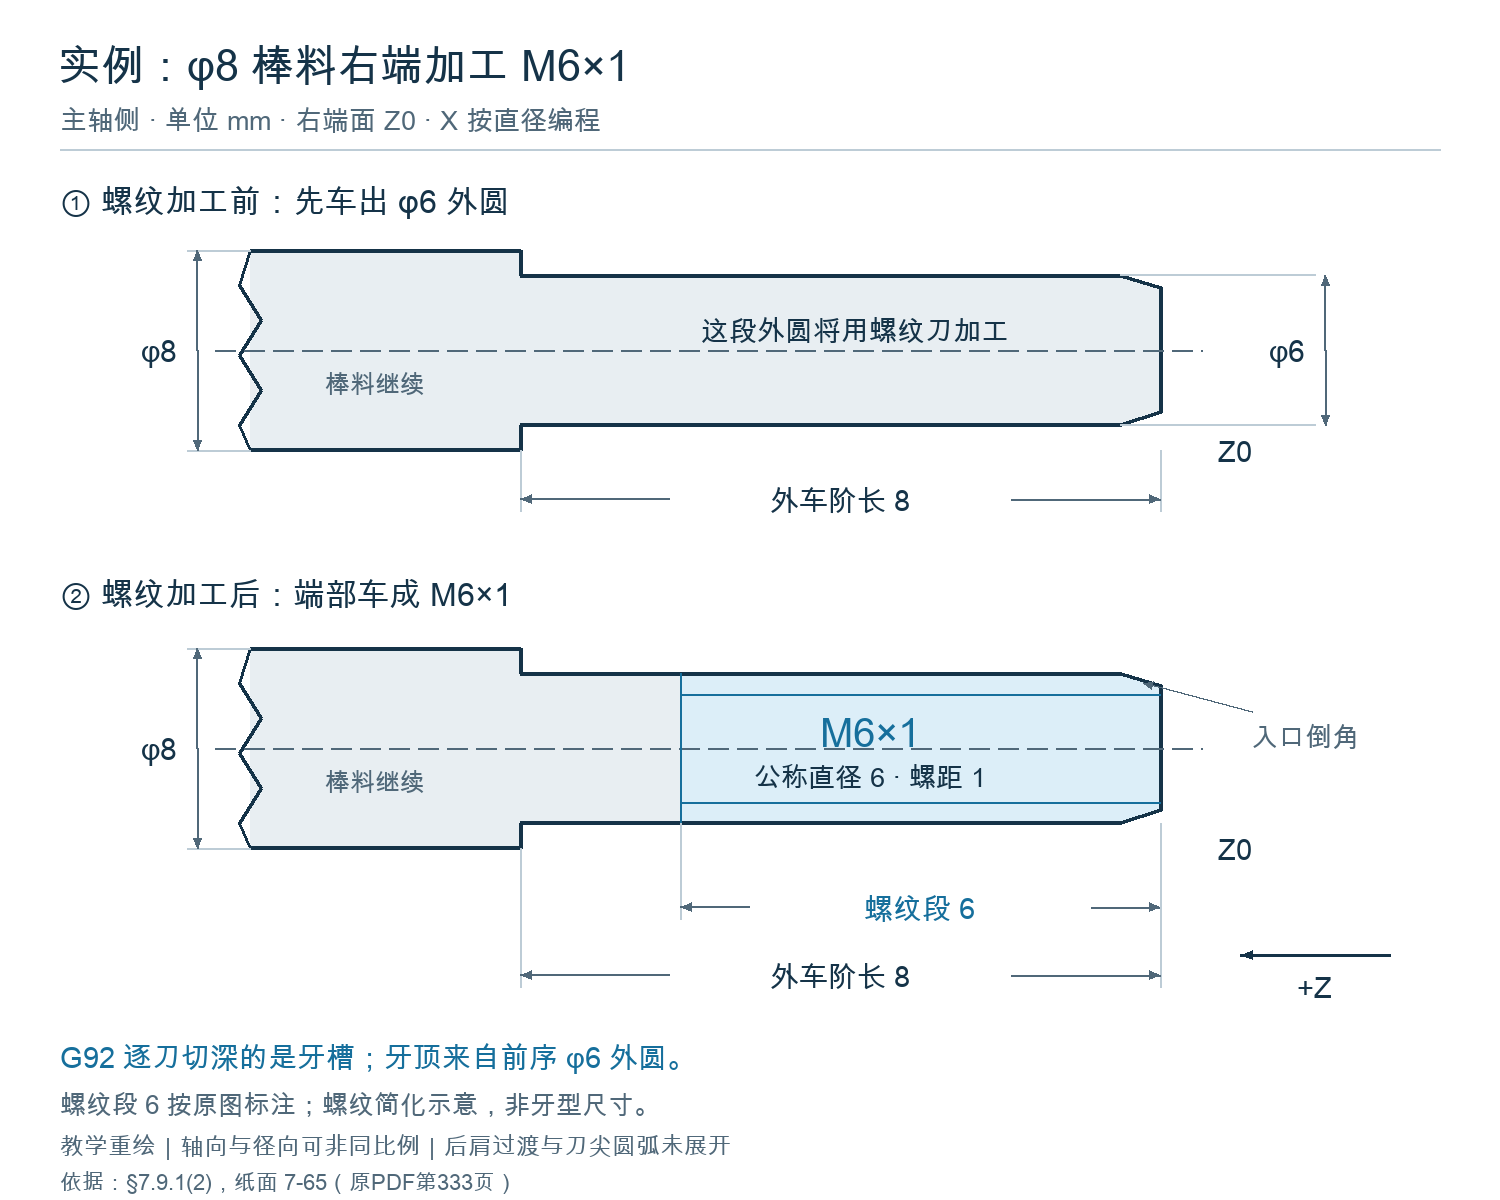 实例：φ8 棒料右端加工 M6×1
主轴侧 · 单位 mm · 右端面 Z0 · X 按直径编程
① 螺纹加工前：先车出 φ6 外圆
这段外圆将用螺纹刀加工
φ8
φ6
棒料继续
Z0
外车阶长 8
② 螺纹加工后：端部车成 M6×1
M6×1
入口倒角
φ8
公称直径 6 · 螺距 1
棒料继续
Z0
螺纹段 6
外车阶长 8
+Z
G92 逐刀切深的是牙槽；牙顶来自前序 φ6 外圆。
螺纹段 6 按原图标注；螺纹简化示意，非牙型尺寸。
教学重绘 | 轴向与径向可非同比例 | 后肩过渡与刀尖圆弧未展开
依据：§7.9.1(2)，纸面 7-65（原PDF第333页）